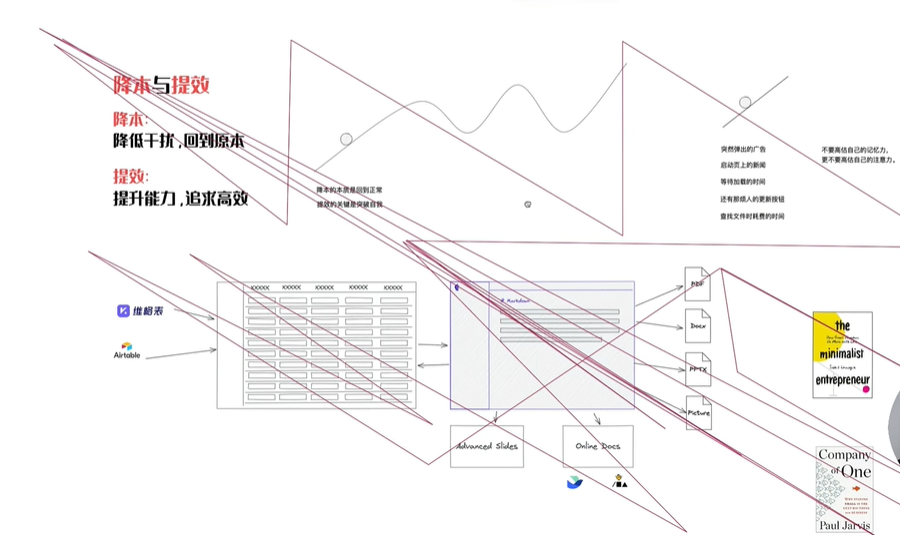 降本与提效
降本：
降低干扰，回到原本
提效：
提升能力，追求高效
降本的本质是回到正常
提效的关键是突破自我
突然弹出的广告
启动页上的新闻
等待加载的时间
还有那烦人的更新按钮
查找文件时耗费的时间
不要高估自己的记忆力，
更不要高估自己的注意力。
维格表
Airtable
XXXXX XXXXX XXXXX XXXXX XXXXX
# Markdown
PDF
Docx
PPTX
Picture
Advanced Slides
Online Docs
the
minimalist
entrepreneur
Company
of One
Paul Jarvis